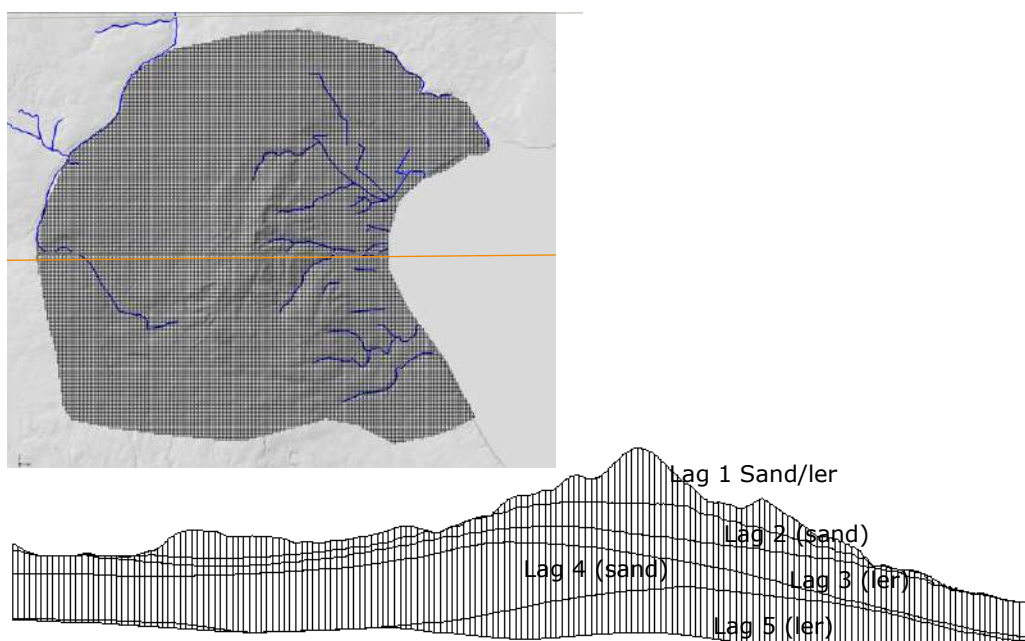 Lag 1 Sand/ler
Lag 2 (sand)
Lag 4 (sand)
Lag 3 (ler)
Lag 5 (ler)